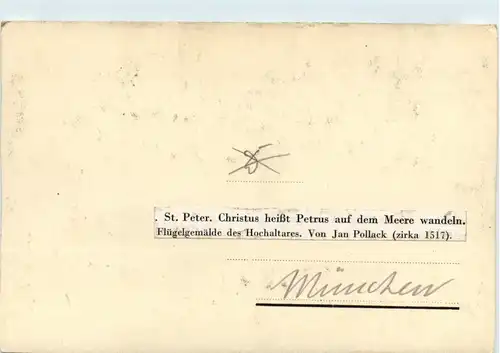 . St. Peter. Christus heißt Petrus auf dem Meere wandeln.
Flügelgemälde des Hochaltares. Von Jan Pollack (zirka 1517).
München